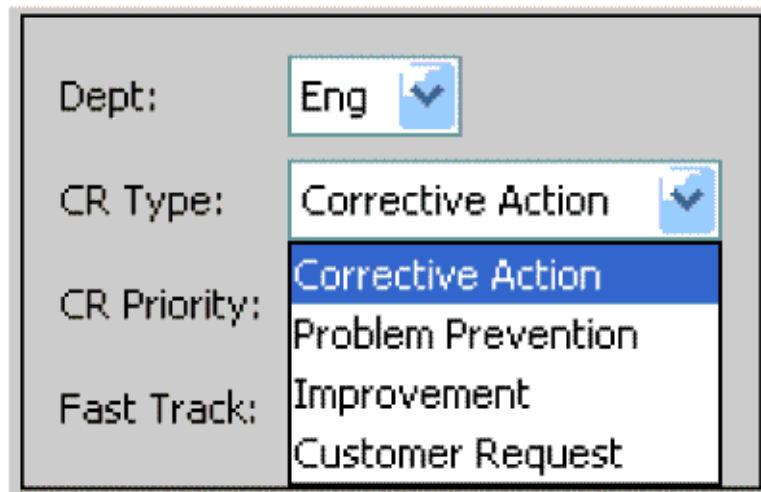 Dept: Eng
CR Type: Corrective Action
Corrective Action
CR Priority:
Problem Prevention
Improvement
Fast Track:
Customer Request